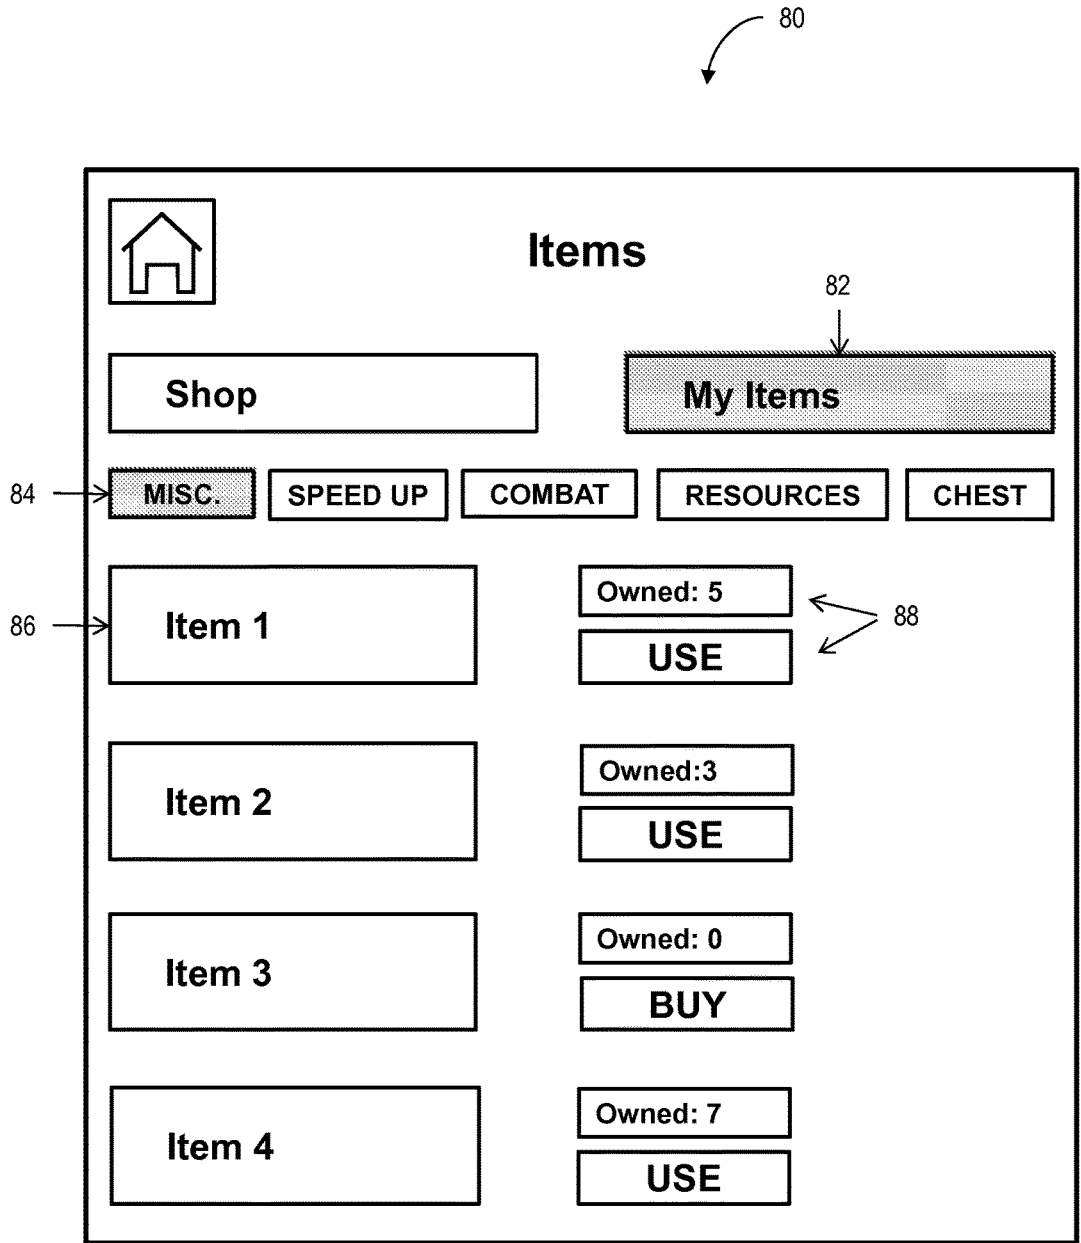 80
Items
82
Shop
My Items
84
MISC.
SPEED UP
COMBAT
RESOURCES
CHEST
86
Item 1
Owned: 5
USE
88
Item 2
Owned:3
USE
Item 3
Owned: 0
BUY
Item 4
Owned: 7
USE